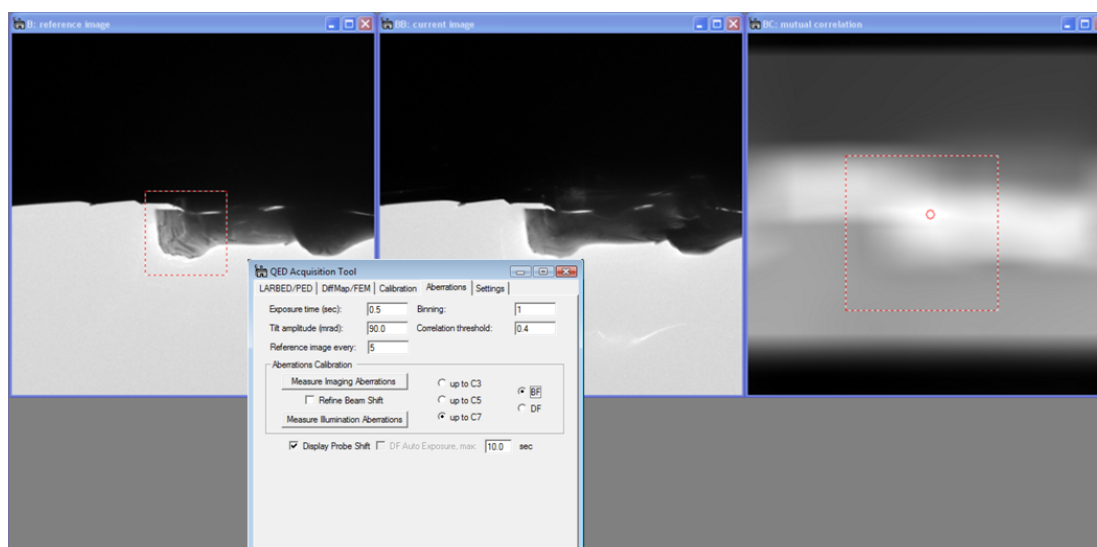 B: reference image
BB: current image
BC: mutual correlation
QED Acquisition Tool
LARBED/PED DiffMap/FEM Calibration Aberrations Settings
Exposure time (sec): 0.5 Binning: 1
Tilt amplitude (mrad): 90.0 Correlation threshold: 0.4
Reference image every: 5
Aberrations Calibration
Measure Imaging Aberrations up to C3 BF
Refine Beam Shift up to C5 DF
Measure Illumination Aberrations up to C7
Display Probe Shift DF Auto Exposure, max: 10.0 sec